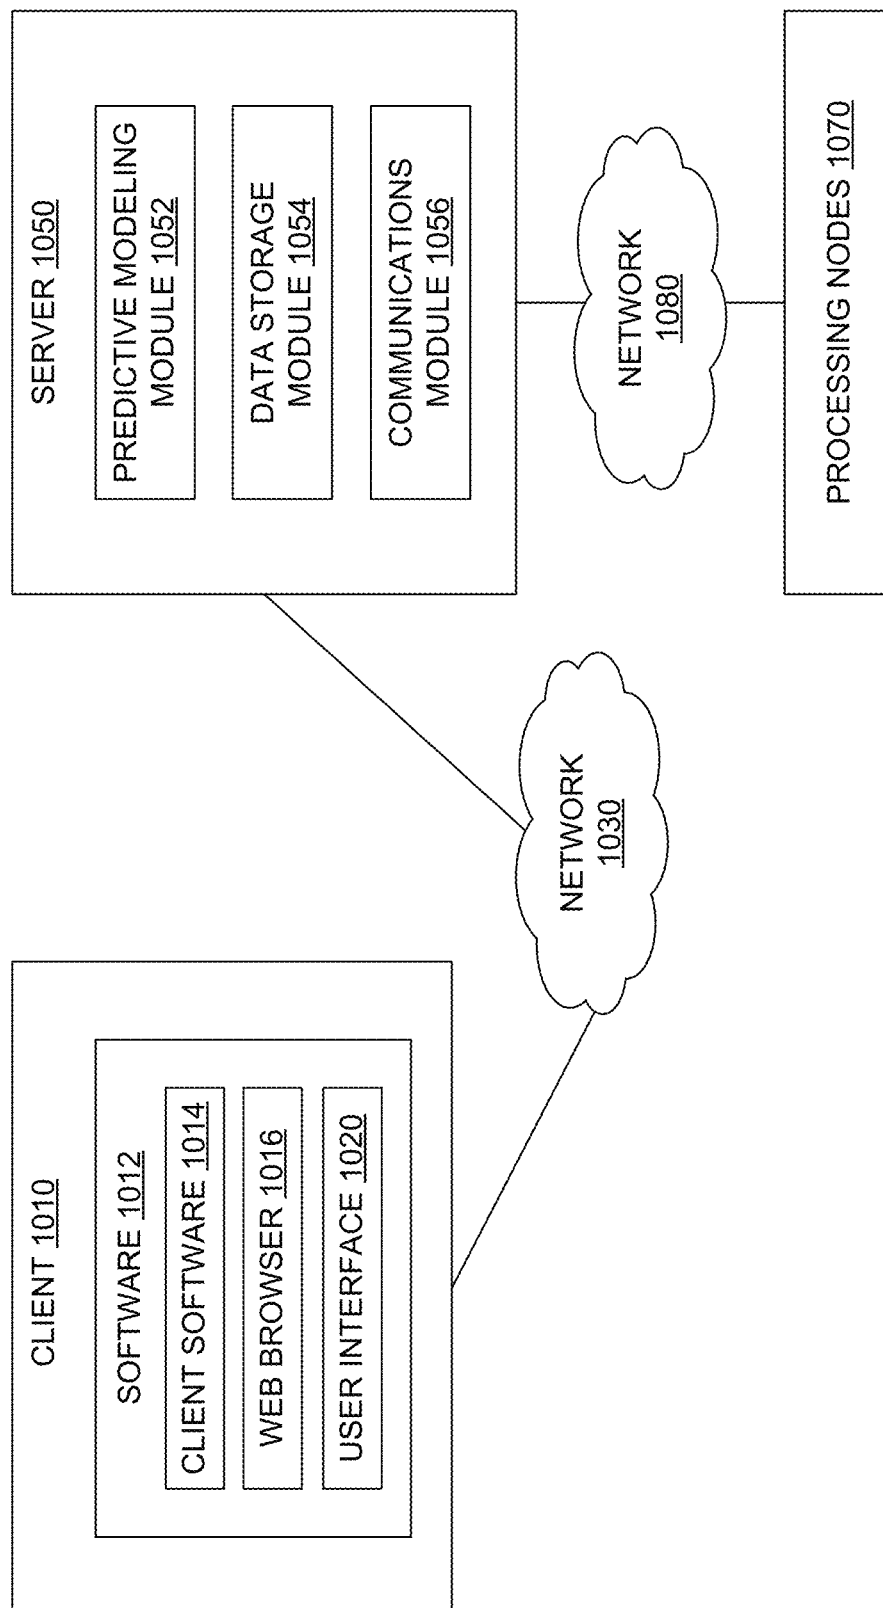 CLIENT 1010
SOFTWARE 1012
CLIENT SOFTWARE 1014
WEB BROWSER 1016
USER INTERFACE 1020
NETWORK
1030
SERVER 1050
PREDICTIVE MODELING
MODULE 1052
DATA STORAGE
MODULE 1054
COMMUNICATIONS
MODULE 1056
NETWORK
1080
PROCESSING NODES 1070